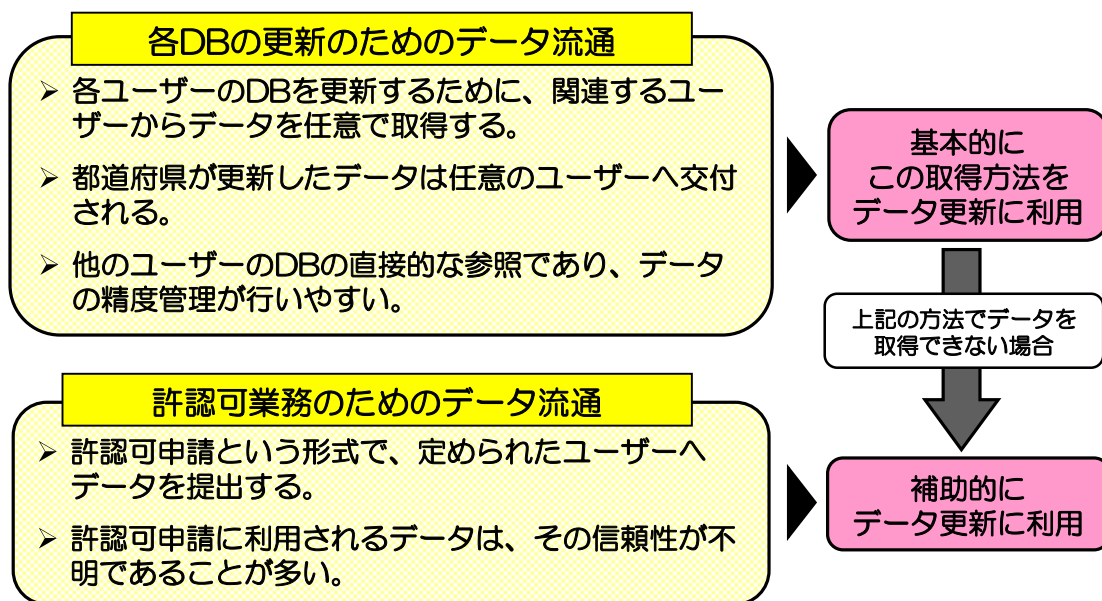 各DBの更新のためのデータ流通
➢ 各ユーザーのDBを更新するために、関連するユー
ザーからデータを任意で取得する。
➢ 都道府県が更新したデータは任意のユーザーへ交付
される。
➢ 他のユーザーのDBの直接的な参照であり、データ
の精度管理が行いやすい。
基本的に
この取得方法を
データ更新に利用
上記の方法でデータを
取得できない場合
許認可業務のためのデータ流通
➢ 許認可申請という形式で、定められたユーザーへ
データを提出する。
➢ 許認可申請に利用されるデータは、その信頼性が不
明であることが多い。
補助的に
データ更新に利用